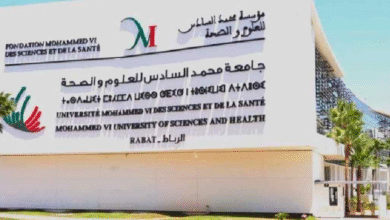 مؤسسة محمد السادس
للعلوم و الصحة
FONDATION MOHAMMED VI
DES SCIENCES ET DE LA SANTÉ
جامعة محمد السادس للعلوم و الصحة
UNIVERSITÉ MOHAMMED VI DES SCIENCES ET DE LA SANTÉ
MOHAMMED VI UNIVERSITY OF SCIENCES AND HEALTH
RABAT . الرباط